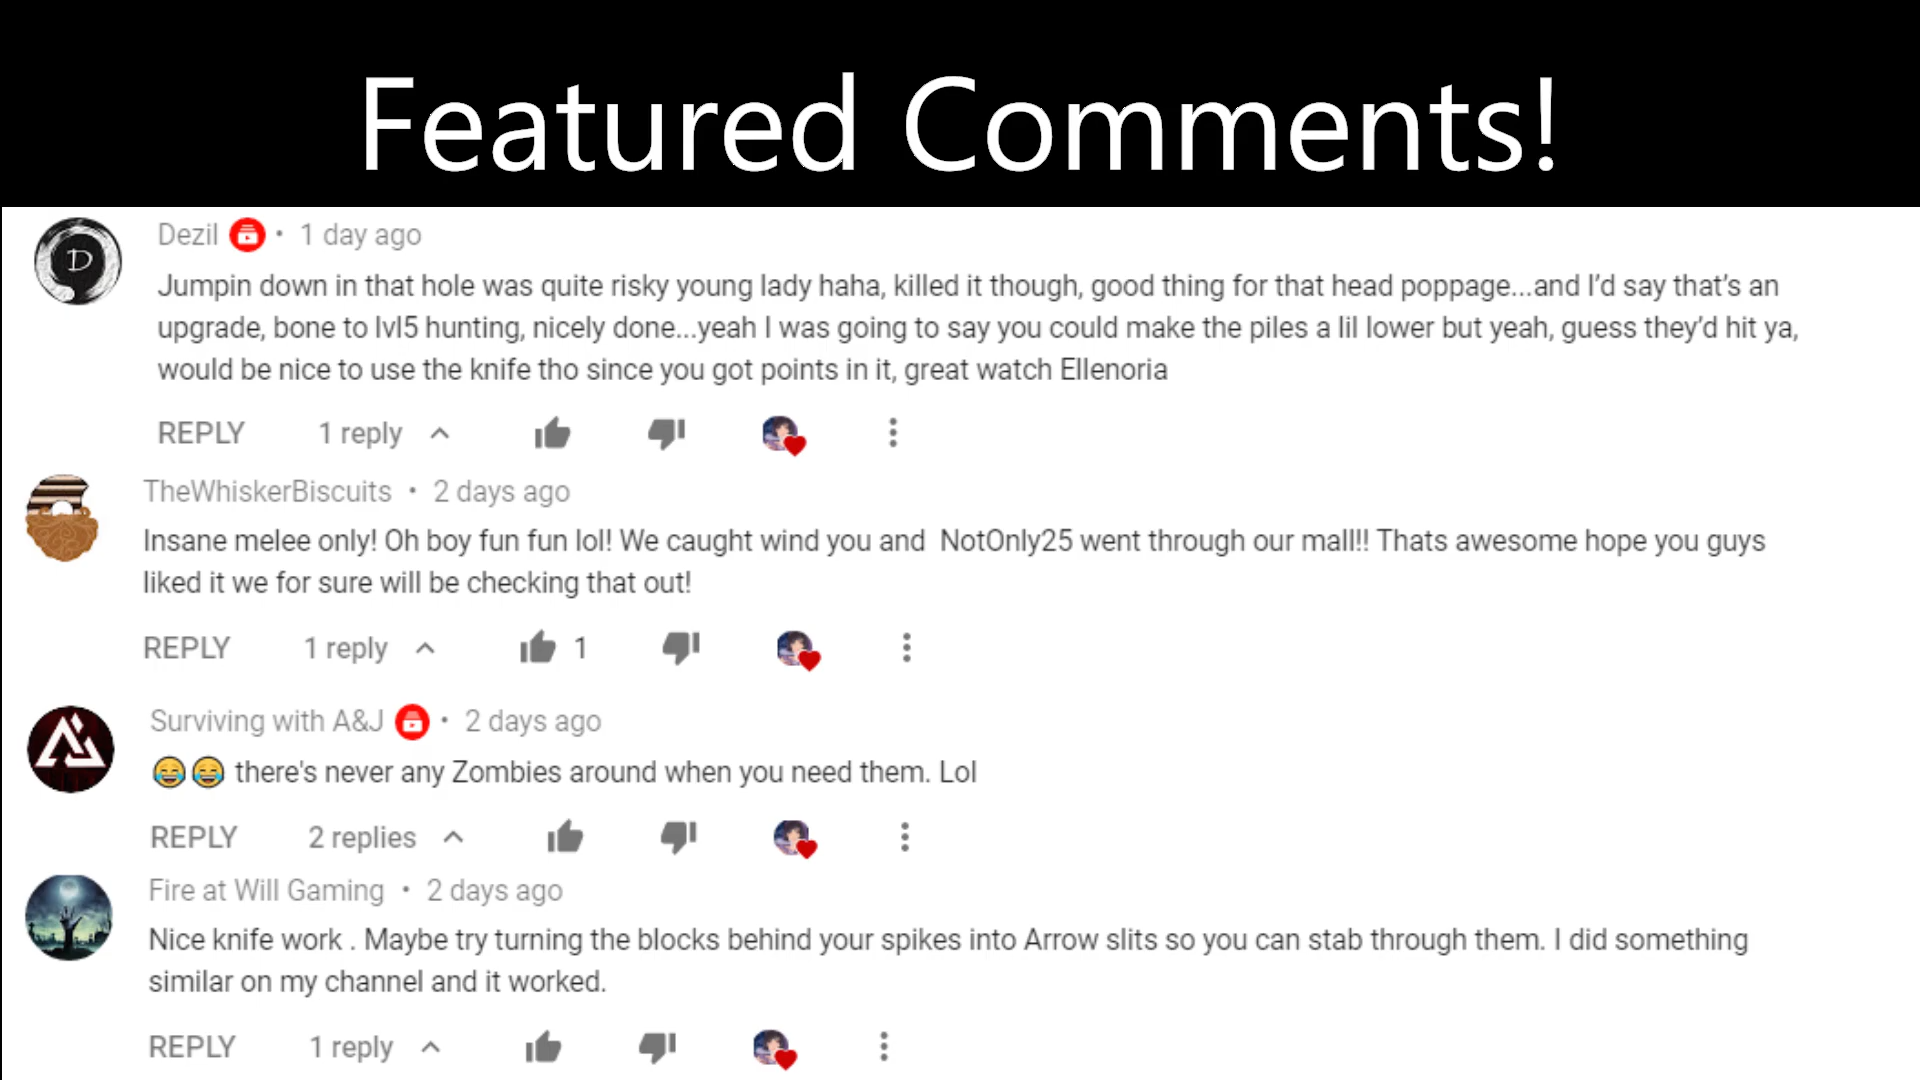 Featured Comments!
D
Dezil • 1 day ago
Jumpin down in that hole was quite risky young lady haha, killed it though, good thing for that head poppage...and I’d say that’s an
upgrade, bone to lvl5 hunting, nicely done...yeah I was going to say you could make the piles a lil lower but yeah, guess they’d hit ya,
would be nice to use the knife tho since you got points in it, great watch Ellenoria
REPLY 1 reply
TheWhiskerBiscuits • 2 days ago
Insane melee only! Oh boy fun fun lol! We caught wind you and  NotOnly25 went through our mall!! Thats awesome hope you guys
liked it we for sure will be checking that out!
REPLY 1 reply 1
Surviving with A&J • 2 days ago
😂😂 there's never any Zombies around when you need them. Lol
REPLY 2 replies
Fire at Will Gaming • 2 days ago
Nice knife work . Maybe try turning the blocks behind your spikes into Arrow slits so you can stab through them. I did something
similar on my channel and it worked.
REPLY 1 reply